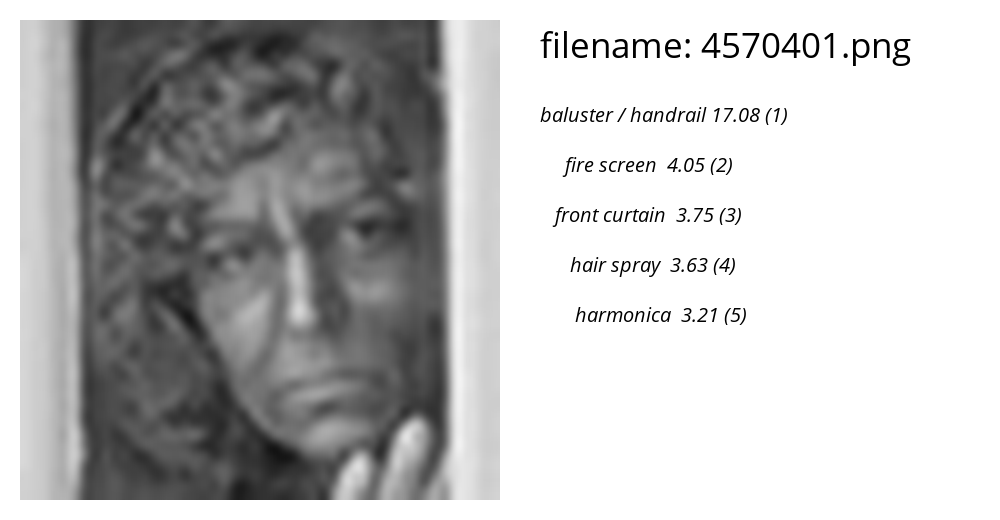 filename: 4570401.png
baluster / handrail 17.08 (1)
fire screen 4.05 (2)
front curtain 3.75 (3)
hair spray 3.63 (4)
harmonica 3.21 (5)